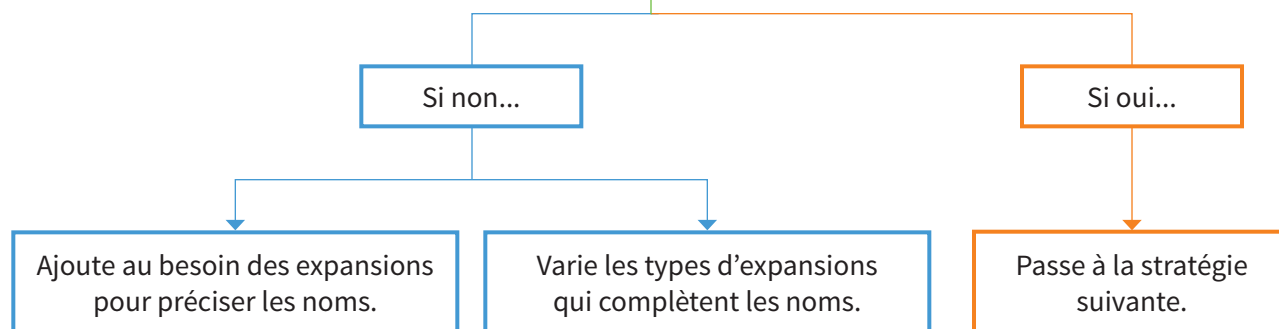 Si non...
Si oui...
Ajoute au besoin des expansions
pour préciser les noms.
Varie les types d’expansions
qui complètent les noms.
Passe à la stratégie
suivante.